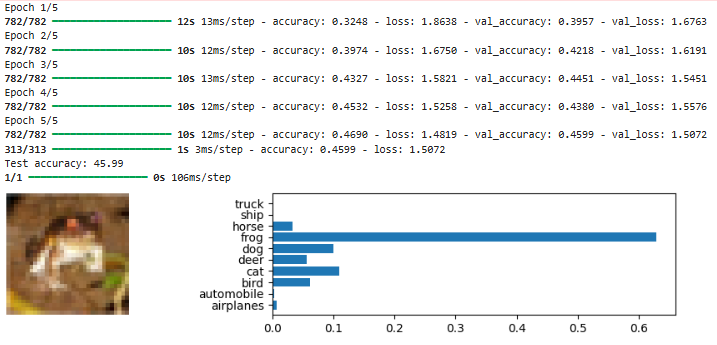 Epoch 1/5
782/782 ━━━━━━━━━━━━━━━━━━━━ 12s 13ms/step - accuracy: 0.3248 - loss: 1.8638 - val_accuracy: 0.3957 - val_loss: 1.6763
Epoch 2/5
782/782 ━━━━━━━━━━━━━━━━━━━━ 10s 12ms/step - accuracy: 0.3974 - loss: 1.6750 - val_accuracy: 0.4218 - val_loss: 1.6191
Epoch 3/5
782/782 ━━━━━━━━━━━━━━━━━━━━ 10s 13ms/step - accuracy: 0.4327 - loss: 1.5821 - val_accuracy: 0.4451 - val_loss: 1.5451
Epoch 4/5
782/782 ━━━━━━━━━━━━━━━━━━━━ 10s 12ms/step - accuracy: 0.4532 - loss: 1.5258 - val_accuracy: 0.4380 - val_loss: 1.5576
Epoch 5/5
782/782 ━━━━━━━━━━━━━━━━━━━━ 10s 12ms/step - accuracy: 0.4690 - loss: 1.4819 - val_accuracy: 0.4599 - val_loss: 1.5072
313/313 ━━━━━━━━━━━━━━━━━━━━ 1s 3ms/step - accuracy: 0.4599 - loss: 1.5072
Test accuracy: 45.99
1/1 ━━━━━━━━━━━━━━━━━━━━ 0s 106ms/step
truck
ship
horse
frog
dog
deer
cat
bird
automobile
airplanes
0.0 0.1 0.2 0.3 0.4 0.5 0.6